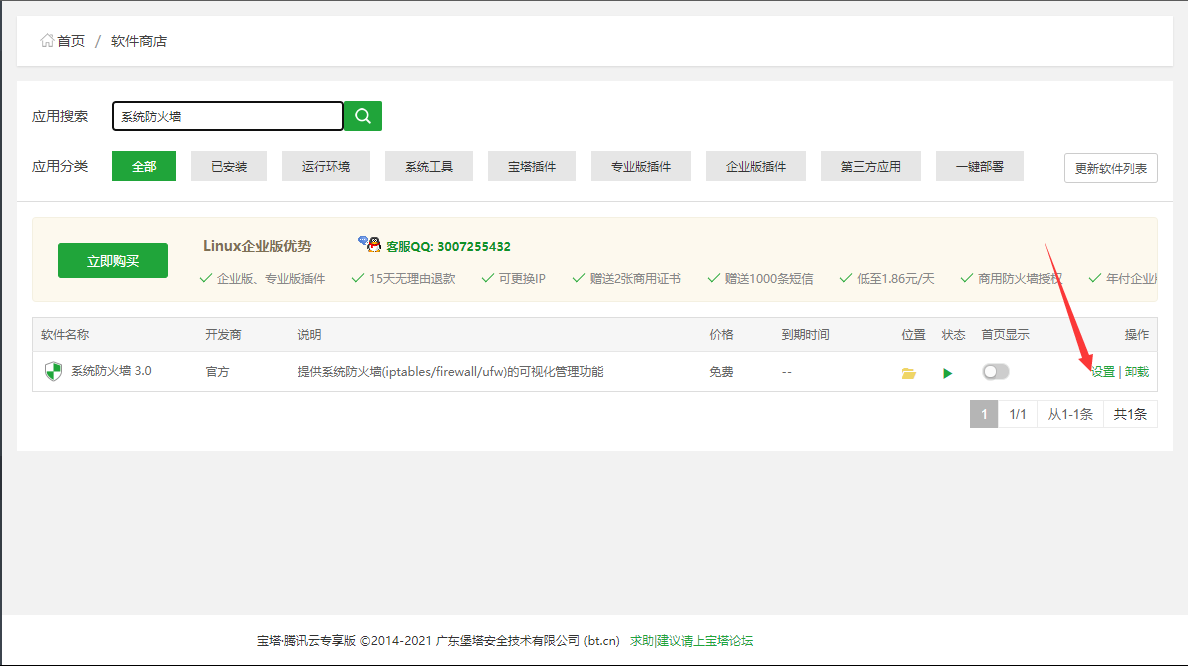 首页 / 软件商店
应用搜索 系统防火墙
应用分类 全部 已安装 运行环境 系统工具 宝塔插件 专业版插件 企业版插件 第三方应用 一键部署 更新软件列表
立即购买 Linux企业版优势 客服QQ: 3007255432
企业版、专业版插件 15天无理由退款 可更换IP 赠送2张商用证书 赠送1000条短信 低至1.86元/天 商用防火墙授权 年付企业
软件名称 开发商 说明 价格 到期时间 位置 状态 首页显示 操作
系统防火墙 3.0 官方 提供系统防火墙(iptables/firewall/ufw)的可视化管理功能 免费 -- 设置 | 卸载
1 1/1 从1-1条 共1条
宝塔·腾讯云专享版 ©2014-2021 广东堡塔安全技术有限公司 (bt.cn) 求助|建议请上宝塔论坛